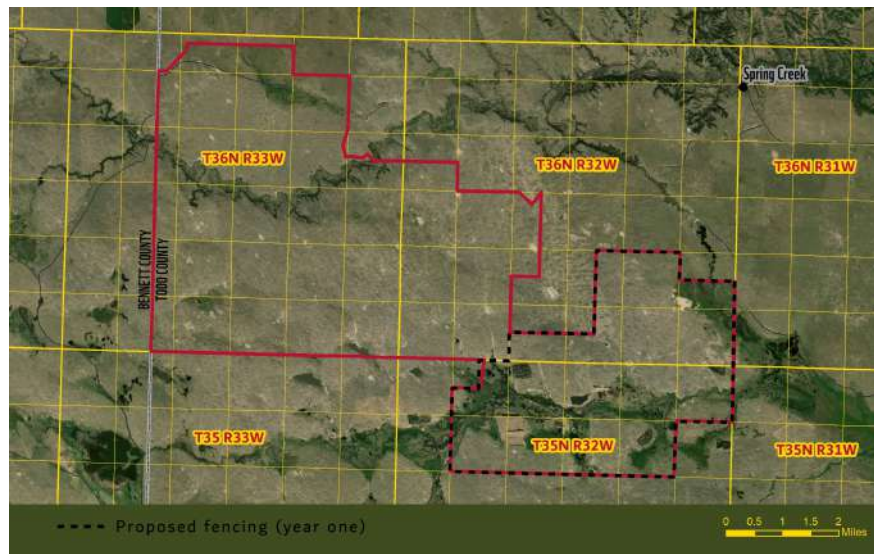 Spring Creek
T36N R33W
T36N R32W
T36N R31W
BENNETT COUNTY
TODD COUNTY
T35 R33W
T35N R32W
T35N R31W
Proposed fencing (year one)
0 0.5 1 1.5 2
Miles